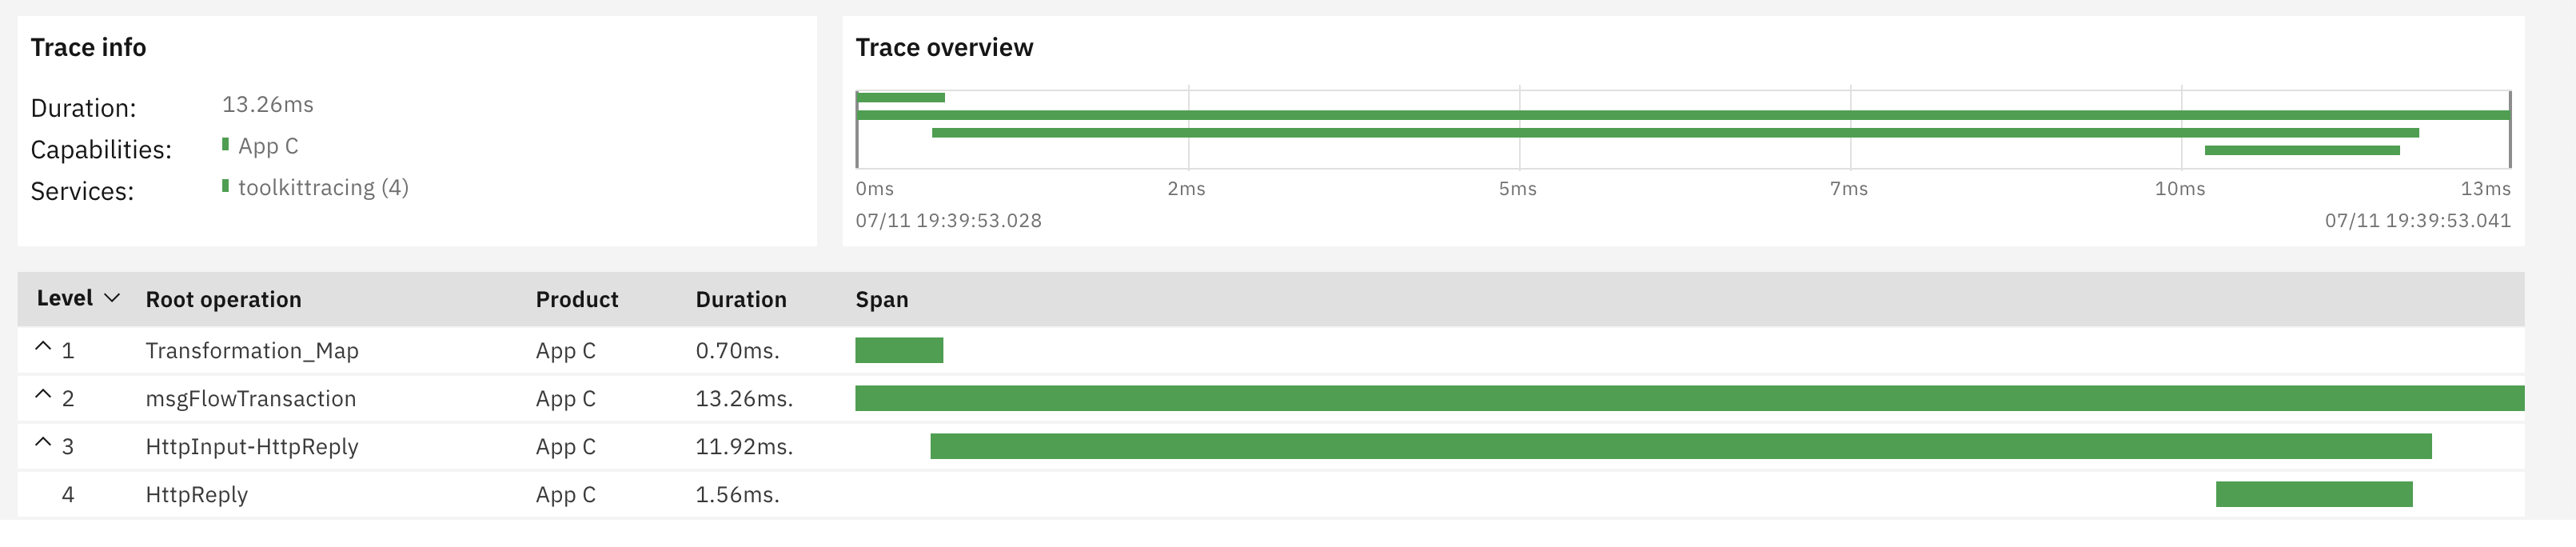 Trace info
Duration: 13.26ms
Capabilities: App C
Services: toolkittracing (4)
Trace overview
0ms 2ms 5ms 7ms 10ms 13ms
07/11 19:39:53.028 07/11 19:39:53.041
Level Root operation Product Duration Span
1 Transformation_Map App C 0.70ms.
2 msgFlowTransaction App C 13.26ms.
3 HttpInput-HttpReply App C 11.92ms.
4 HttpReply App C 1.56ms.